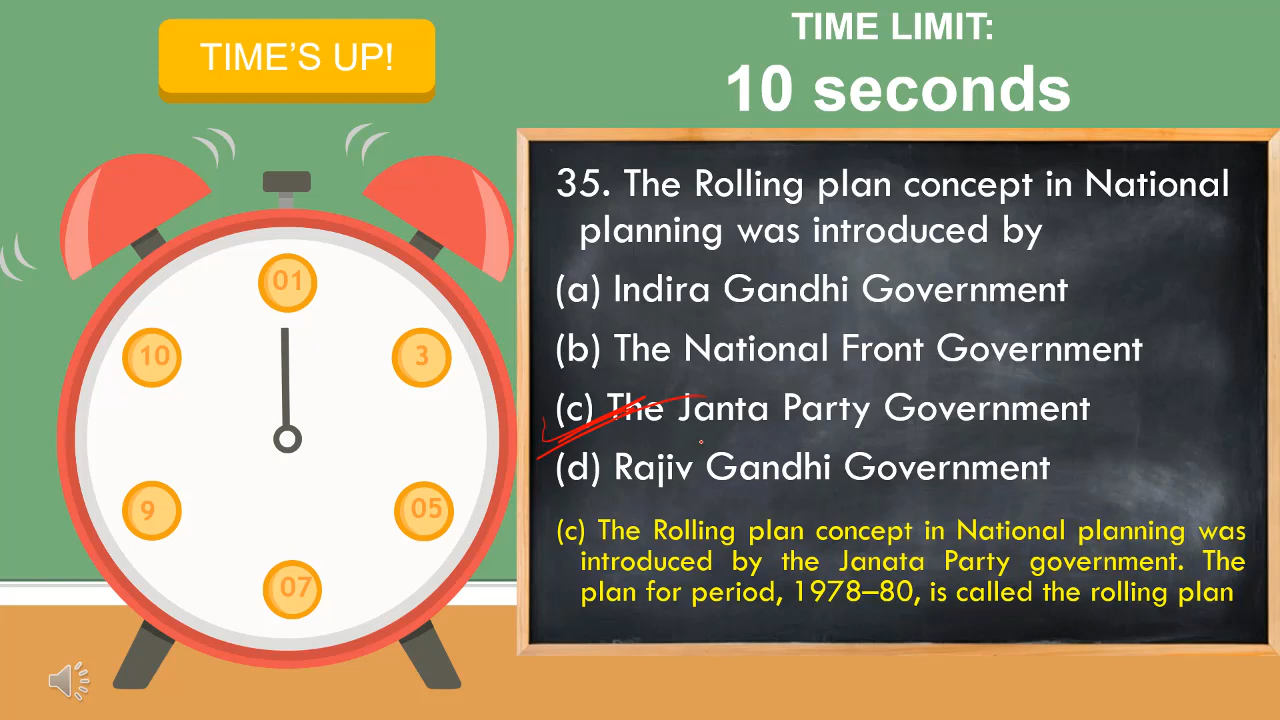 TIME'S UP!
TIME LIMIT:
10 seconds
01
10
3
9
05
07
35. The Rolling plan concept in National
planning was introduced by
(a) Indira Gandhi Government
(b) The National Front Government
(c) The Janta Party Government
(d) Rajiv Gandhi Government
(c) The Rolling plan concept in National planning was
introduced by the Janata Party government. The
plan for period, 1978–80, is called the rolling plan